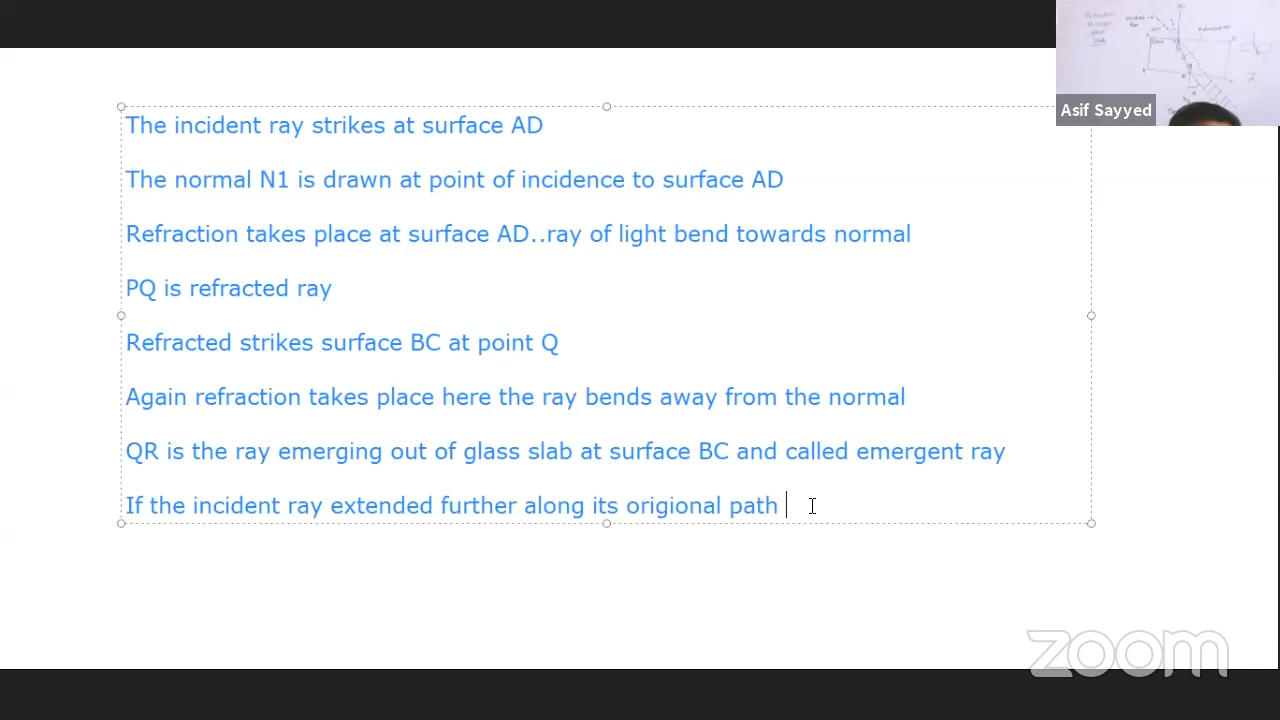 Asif Sayyed
The incident ray strikes at surface AD
The normal N1 is drawn at point of incidence to surface AD
Refraction takes place at surface AD..ray of light bend towards normal
PQ is refracted ray
Refracted strikes surface BC at point Q
Again refraction takes place here the ray bends away from the normal
QR is the ray emerging out of glass slab at surface BC and called emergent ray
If the incident ray extended further along its origional path
zoom